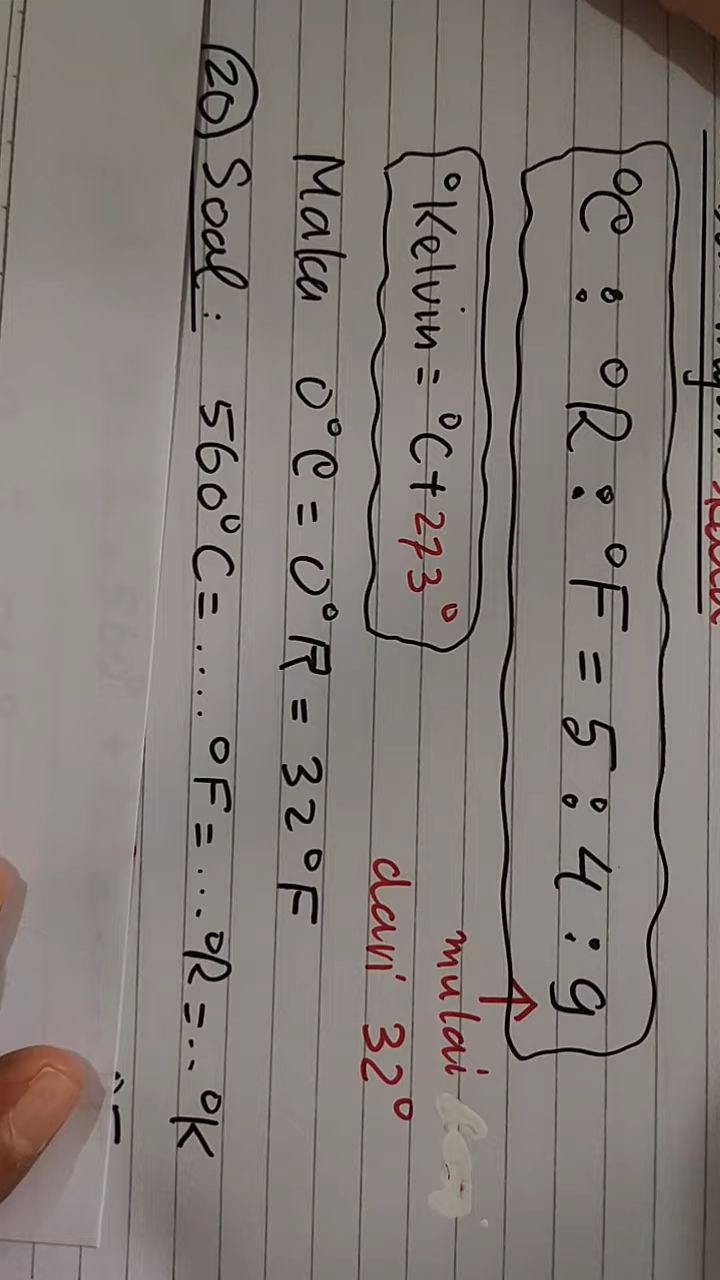 °C : °R : °F = 5 : 4 : 9
mulai
°Kelvin = °C + 273°
dari 32°
Maka 0°C = 0°R = 32°F
20 Soal : 560°C = ..... °F = ... °R = ... °K